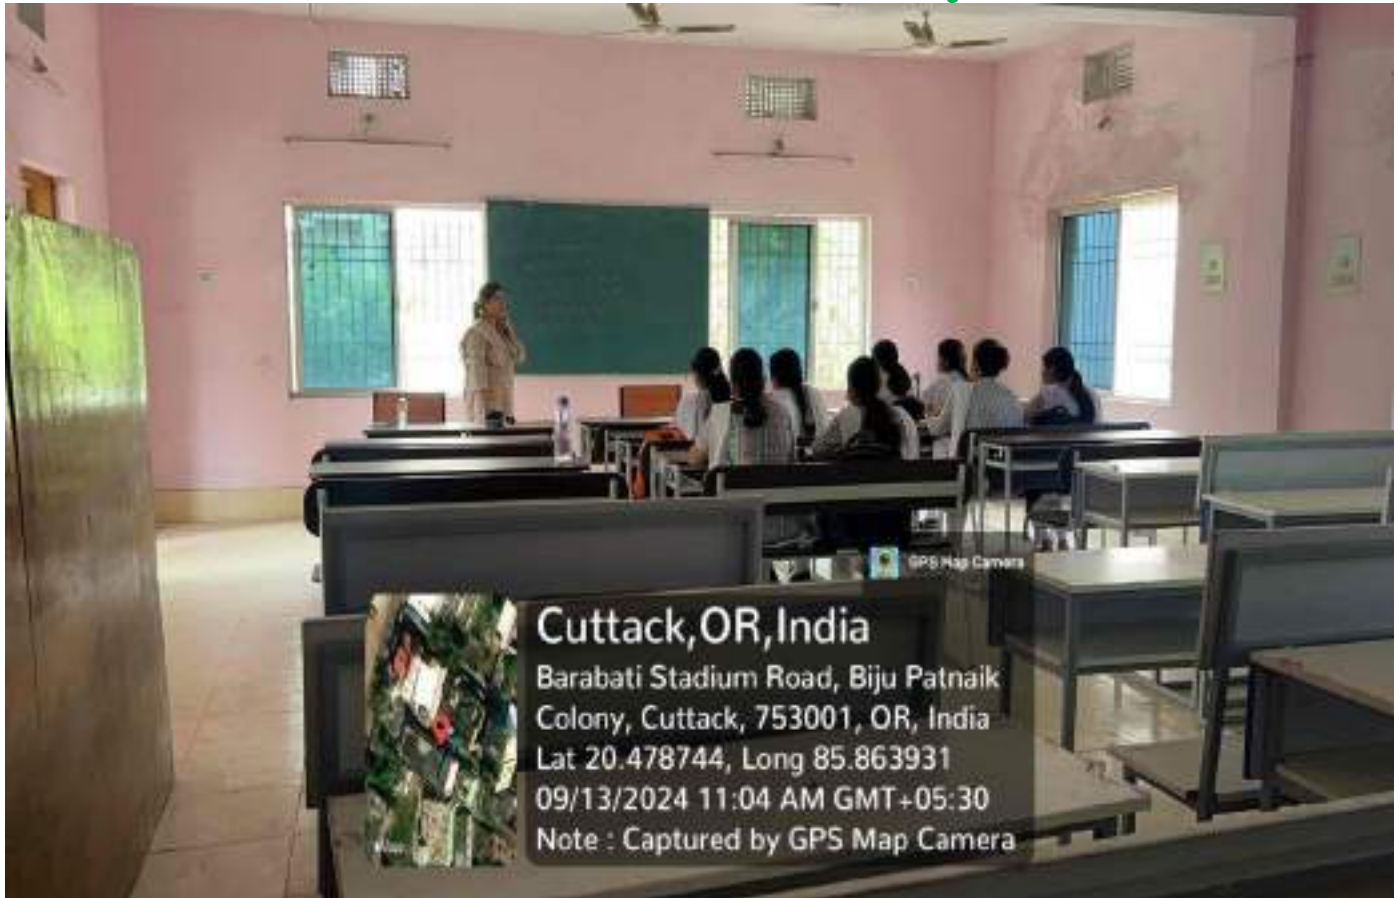 GPS Map Camera
Cuttack,OR,India
Barabati Stadium Road, Biju Patnaik
Colony, Cuttack, 753001, OR, India
Lat 20.478744, Long 85.863931
09/13/2024 11:04 AM GMT+05:30
Note : Captured by GPS Map Camera